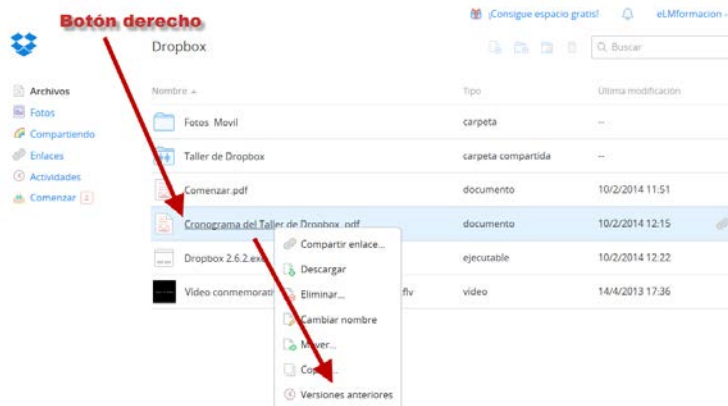 Botón derecho
¡Consigue espacio gratis!
eLMformacion -
Dropbox
Buscar
Archivos
Fotos
Compartiendo
Enlaces
Actividades
Comenzar 2
Nombre
Tipo
Última modificación
Fotos Movil carpeta --
Taller de Dropbox carpeta compartida --
Comenzar.pdf documento 10/2/2014 11:51
Cronograma del Taller de Dropbox .pdf documento 10/2/2014 12:15
Dropbox 2.6.2.exe ejecutable 10/2/2014 12:22
Video conmemorati flv video 14/4/2013 17:36
Compartir enlace...
Descargar
Eliminar...
Cambiar nombre
Mover...
Versiones anteriores